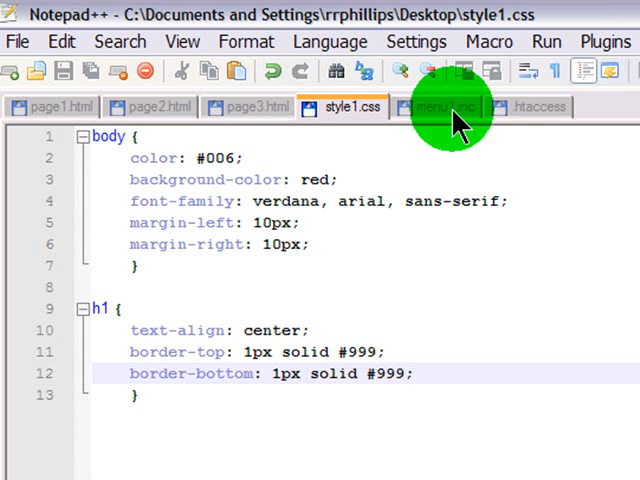 Notepad++ - C:\Documents and Settings\rrphillips\Desktop\style1.css
File Edit Search View Format Language Settings Macro Run Plugins
page1.html page2.html page3.html style1.css menu1.inc .htaccess
1 body {
2 color: #006;
3 background-color: red;
4 font-family: verdana, arial, sans-serif;
5 margin-left: 10px;
6 margin-right: 10px;
7 }
8
9 h1 {
10 text-align: center;
11 border-top: 1px solid #999;
12 border-bottom: 1px solid #999;
13 }